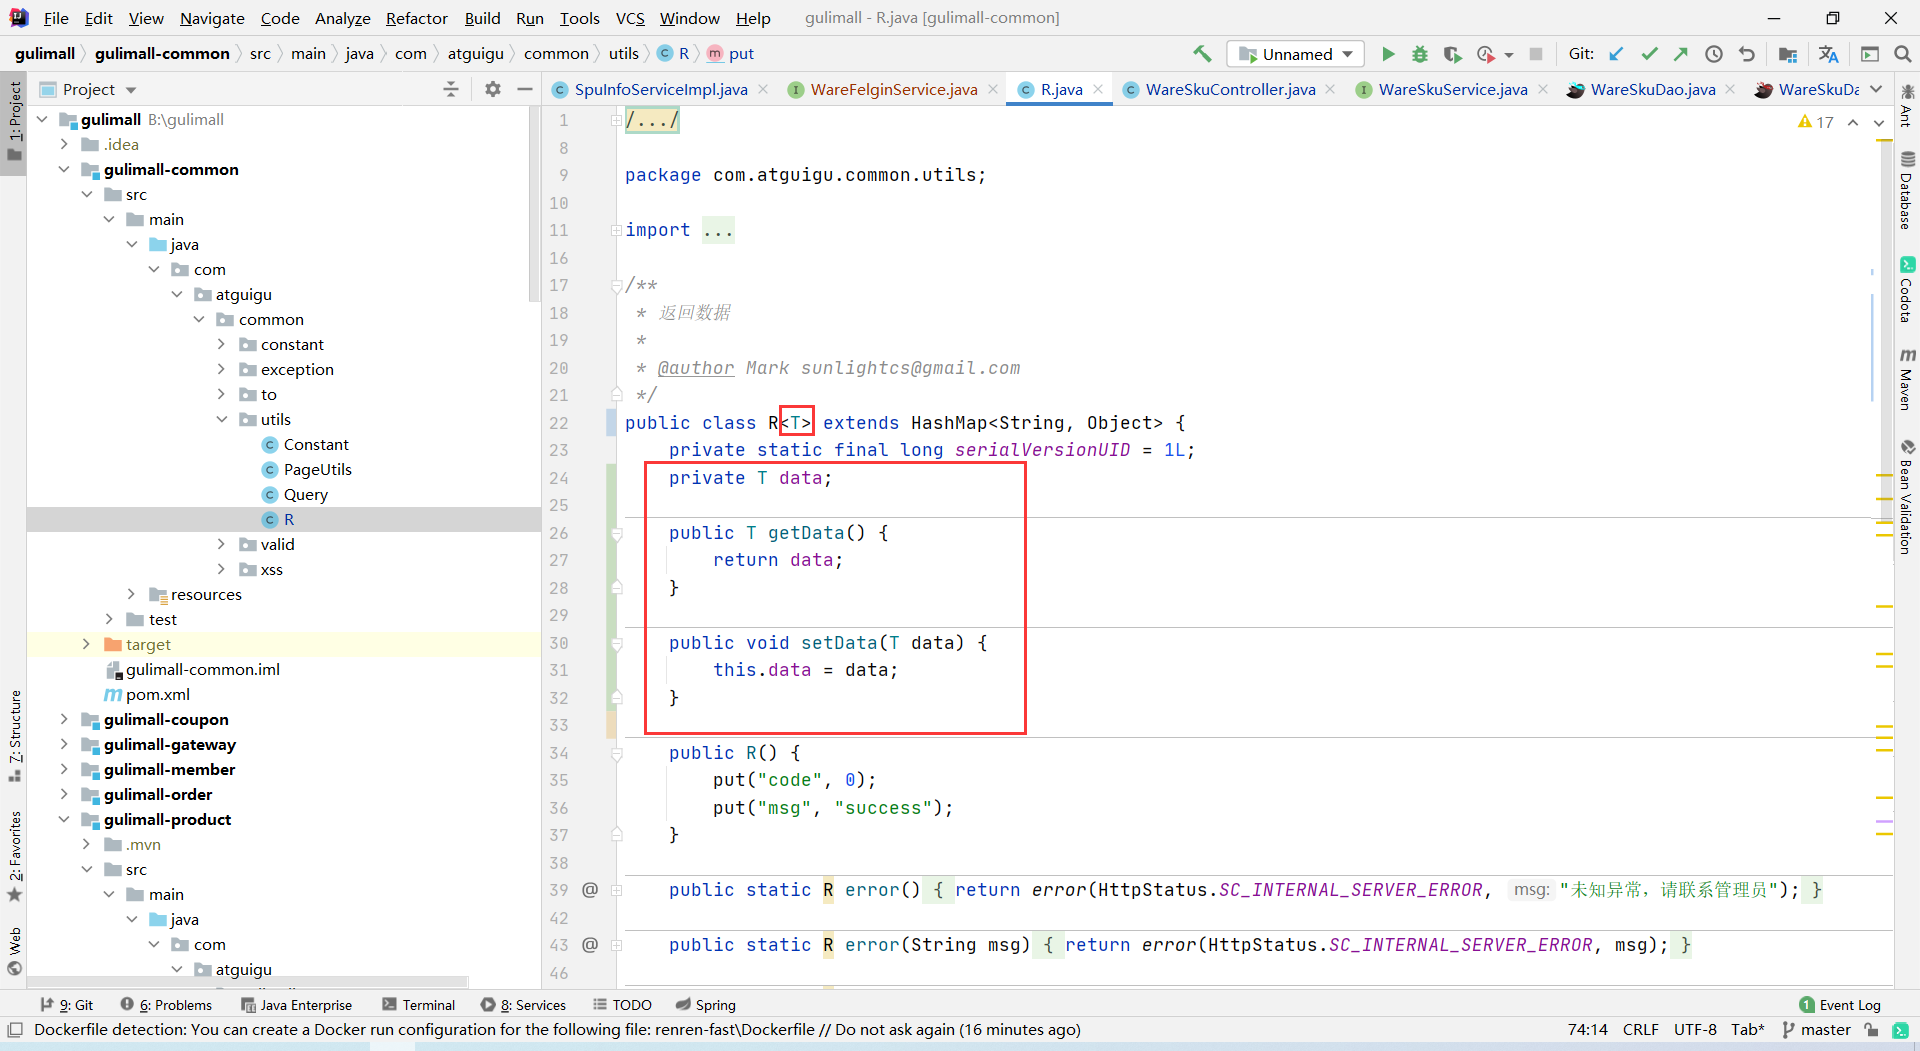 File Edit View Navigate Code Analyze Refactor Build Run Tools VCS Window Help gulimall - R.java [gulimall-common]
gulimall gulimall-common src main java com atguigu common utils R put Unnamed Git:
Project
SpuInfoServiceImpl.java WareFelginService.java R.java WareSkuController.java WareSkuService.java WareSkuDao.java WareSkuDa
1: Project
7: Structure
2: Favorites
Web
gulimall B:\gulimall
.idea
gulimall-common
src
main
java
com
atguigu
common
constant
exception
to
utils
Constant
PageUtils
Query
R
valid
xss
resources
test
target
gulimall-common.iml
pom.xml
gulimall-coupon
gulimall-gateway
gulimall-member
gulimall-order
gulimall-product
.mvn
src
main
java
com
atguigu
17
1 /.../
8
9 package com.atguigu.common.utils;
10
11 import ...
16
17 /**
18 * 返回数据
19 *
20 * @author Mark sunlightcs@gmail.com
21 */
22 public class R<T> extends HashMap<String, Object> {
23 private static final long serialVersionUID = 1L;
24 private T data;
25
26 public T getData() {
27 return data;
28 }
29
30 public void setData(T data) {
31 this.data = data;
32 }
33
34 public R() {
35 put("code", 0);
36 put("msg", "success");
37 }
38
39 @ public static R error() { return error(HttpStatus.SC_INTERNAL_SERVER_ERROR, msg: "未知异常，请联系管理员"); }
42
43 @ public static R error(String msg) { return error(HttpStatus.SC_INTERNAL_SERVER_ERROR, msg); }
46
Ant
Database
Codota
Maven
Bean Validation
9: Git 6: Problems Java Enterprise Terminal 8: Services TODO Spring 1 Event Log
Dockerfile detection: You can create a Docker run configuration for the following file: renren-fast\Dockerfile // Do not ask again (16 minutes ago) 74:14 CRLF UTF-8 Tab* master